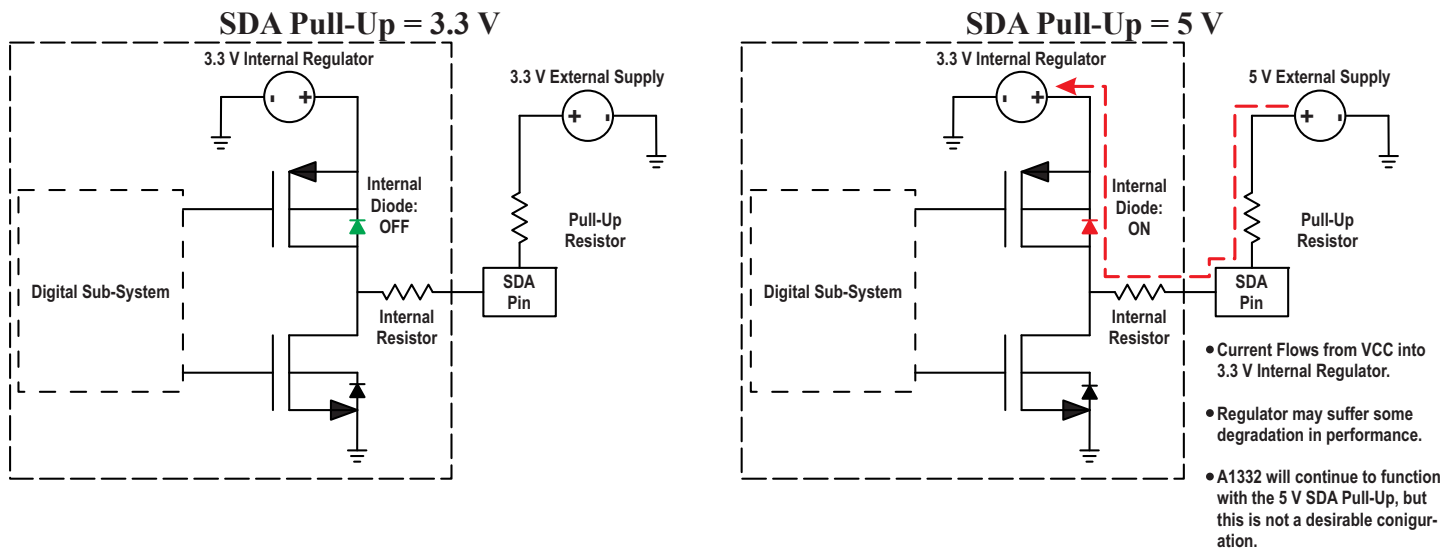 SDA Pull-Up = 3.3 V
3.3 V Internal Regulator
3.3 V External Supply
-
+
+
-
Internal
Diode:
OFF
Pull-Up
Resistor
Digital Sub-System
SDA
Pin
Internal
Resistor
SDA Pull-Up = 5 V
3.3 V Internal Regulator
5 V External Supply
-
+
+
-
Internal
Diode:
ON
Pull-Up
Resistor
Digital Sub-System
SDA
Pin
Internal
Resistor
• Current Flows from VCC into
3.3 V Internal Regulator.
• Regulator may suffer some
degradation in performance.
• A1332 will continue to function
with the 5 V SDA Pull-Up, but
this is not a desirable conigur-
ation.